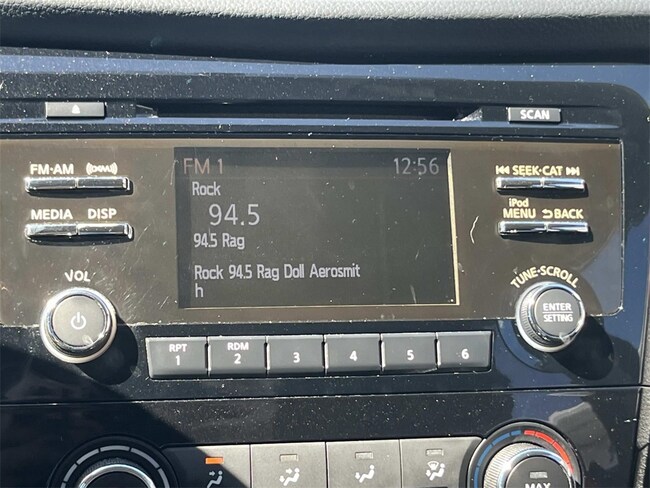 SCAN
FM·AM (((XM)))
SEEK·CAT
MEDIA DISP
iPod
MENU BACK
FM 1 12:56
Rock
94.5
94.5 Rag
Rock 94.5 Rag Doll Aerosmit
h
VOL
TUNE·SCROLL
ENTER
SETTING
RPT RDM
1 2 3 4 5 6
MAX